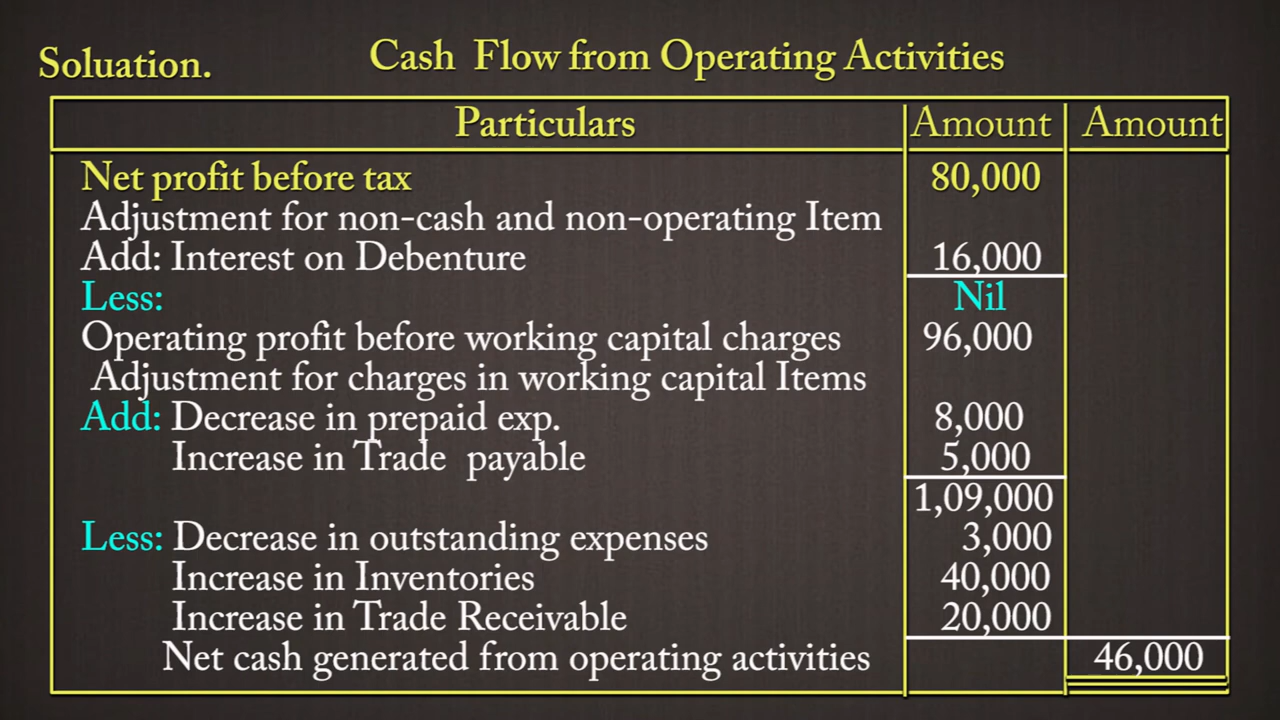 Soluation.
Cash Flow from Operating Activities
Particulars Amount Amount
Net profit before tax 80,000
Adjustment for non-cash and non-operating Item
Add: Interest on Debenture 16,000
Less: Nil
Operating profit before working capital charges 96,000
Adjustment for charges in working capital Items
Add: Decrease in prepaid exp. 8,000
Increase in Trade payable 5,000
1,09,000
Less: Decrease in outstanding expenses 3,000
Increase in Inventories 40,000
Increase in Trade Receivable 20,000
Net cash generated from operating activities 46,000